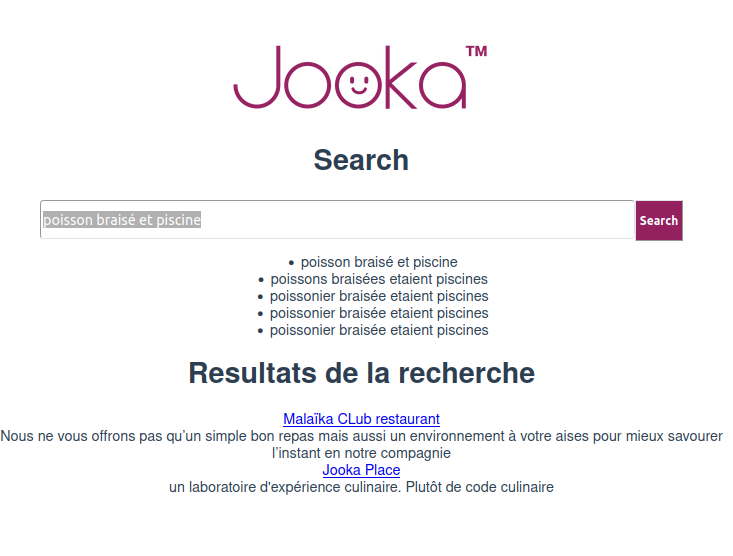 Jooka™
Search
poisson braisé et piscine
Search
• poisson braisé et piscine
• poissons braisées etaient piscines
• poissonier braisée etaient piscines
• poissonier braisée etaient piscines
• poissonier braisée etaient piscines
Resultats de la recherche
Malaïka CLub restaurant
Nous ne vous offrons pas qu'un simple bon repas mais aussi un environnement à votre aises pour mieux savourer
l'instant en notre compagnie
Jooka Place
un laboratoire d'expérience culinaire. Plutôt de code culinaire